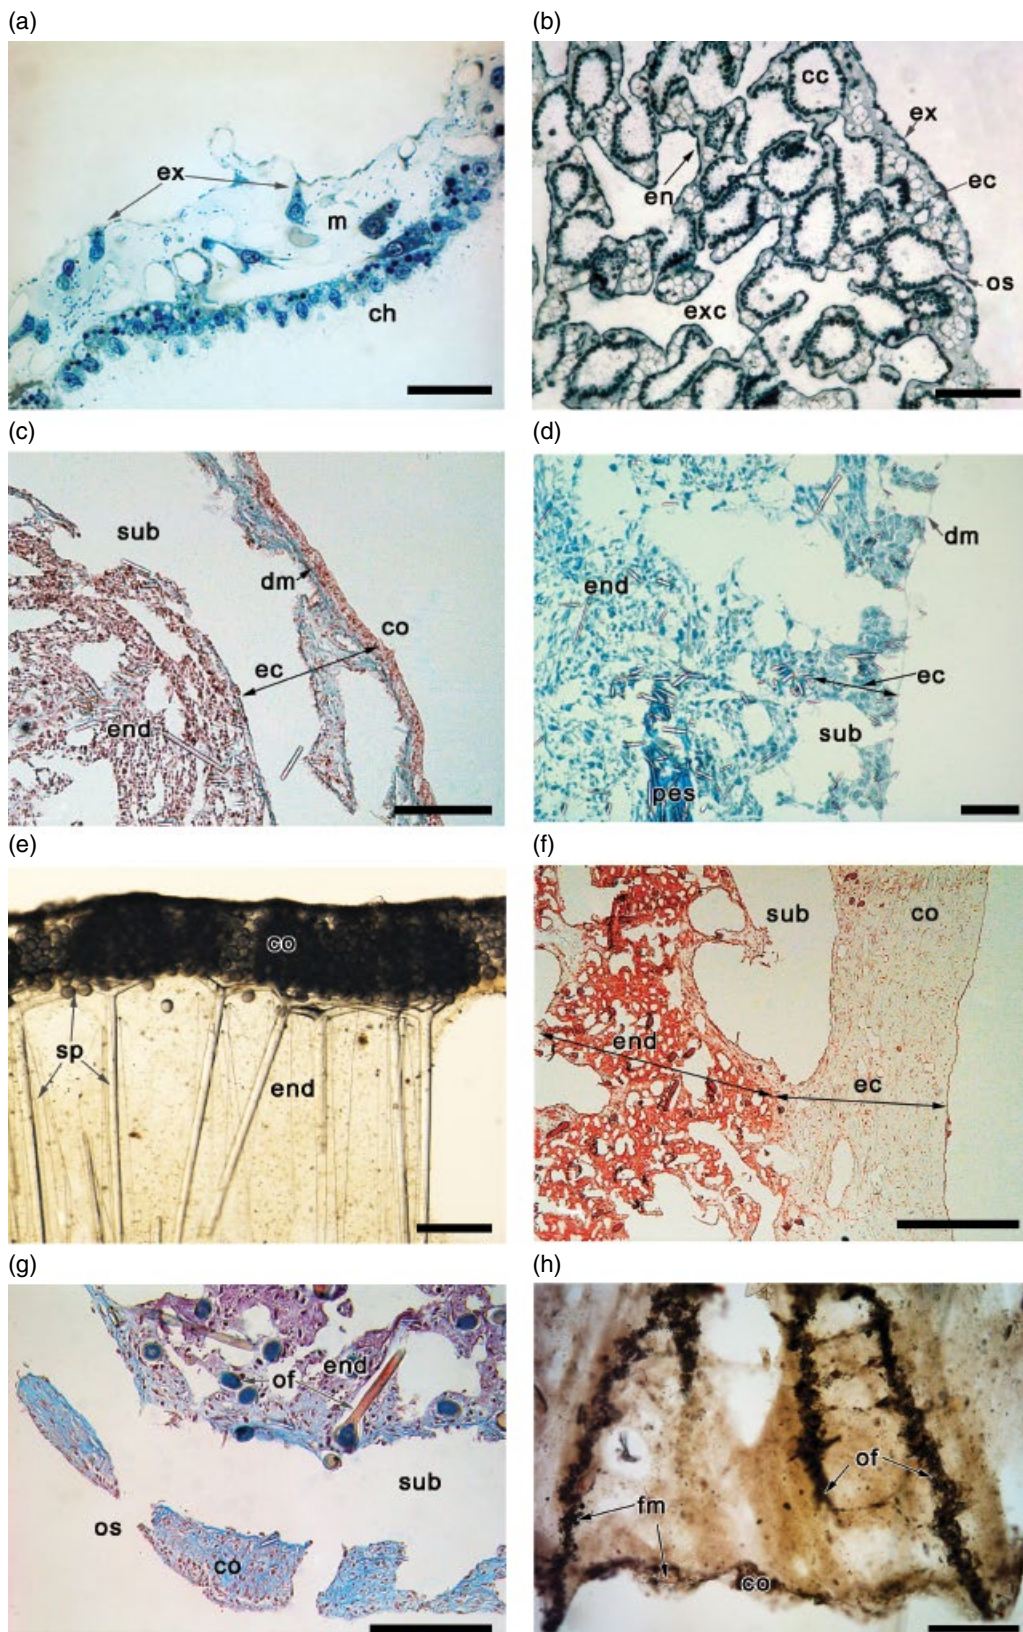 (a)
(b)
ex
m
ch
cc
ex
ec
en
os
exc
(c)
(d)
sub
dm
co
ec
end
dm
end
ec
sub
pes
(e)
(f)
co
sp
end
sub
co
end
ec
(g)
(h)
end
of
sub
os
co
of
fm
co